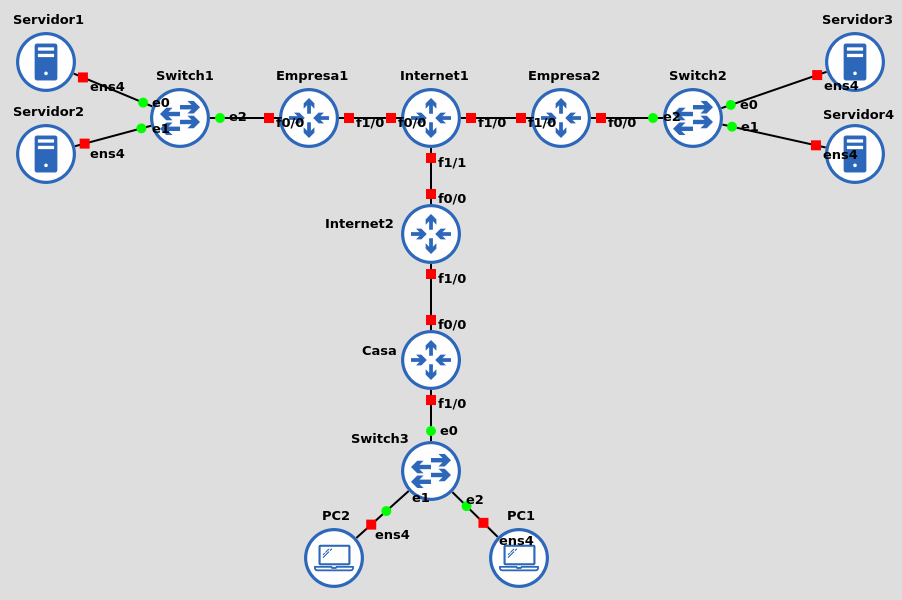 Servidor1
Servidor3
Switch1
Empresa1
Internet1
Empresa2
Switch2
ens4
ens4
e0
e0
Servidor2
Servidor4
e2
f0/0
f1/0
f0/0
f1/0
f1/0
f0/0
e2
e1
e1
ens4
ens4
f1/1
f0/0
Internet2
f1/0
f0/0
Casa
f1/0
e0
Switch3
e1
e2
PC2
PC1
ens4
ens4